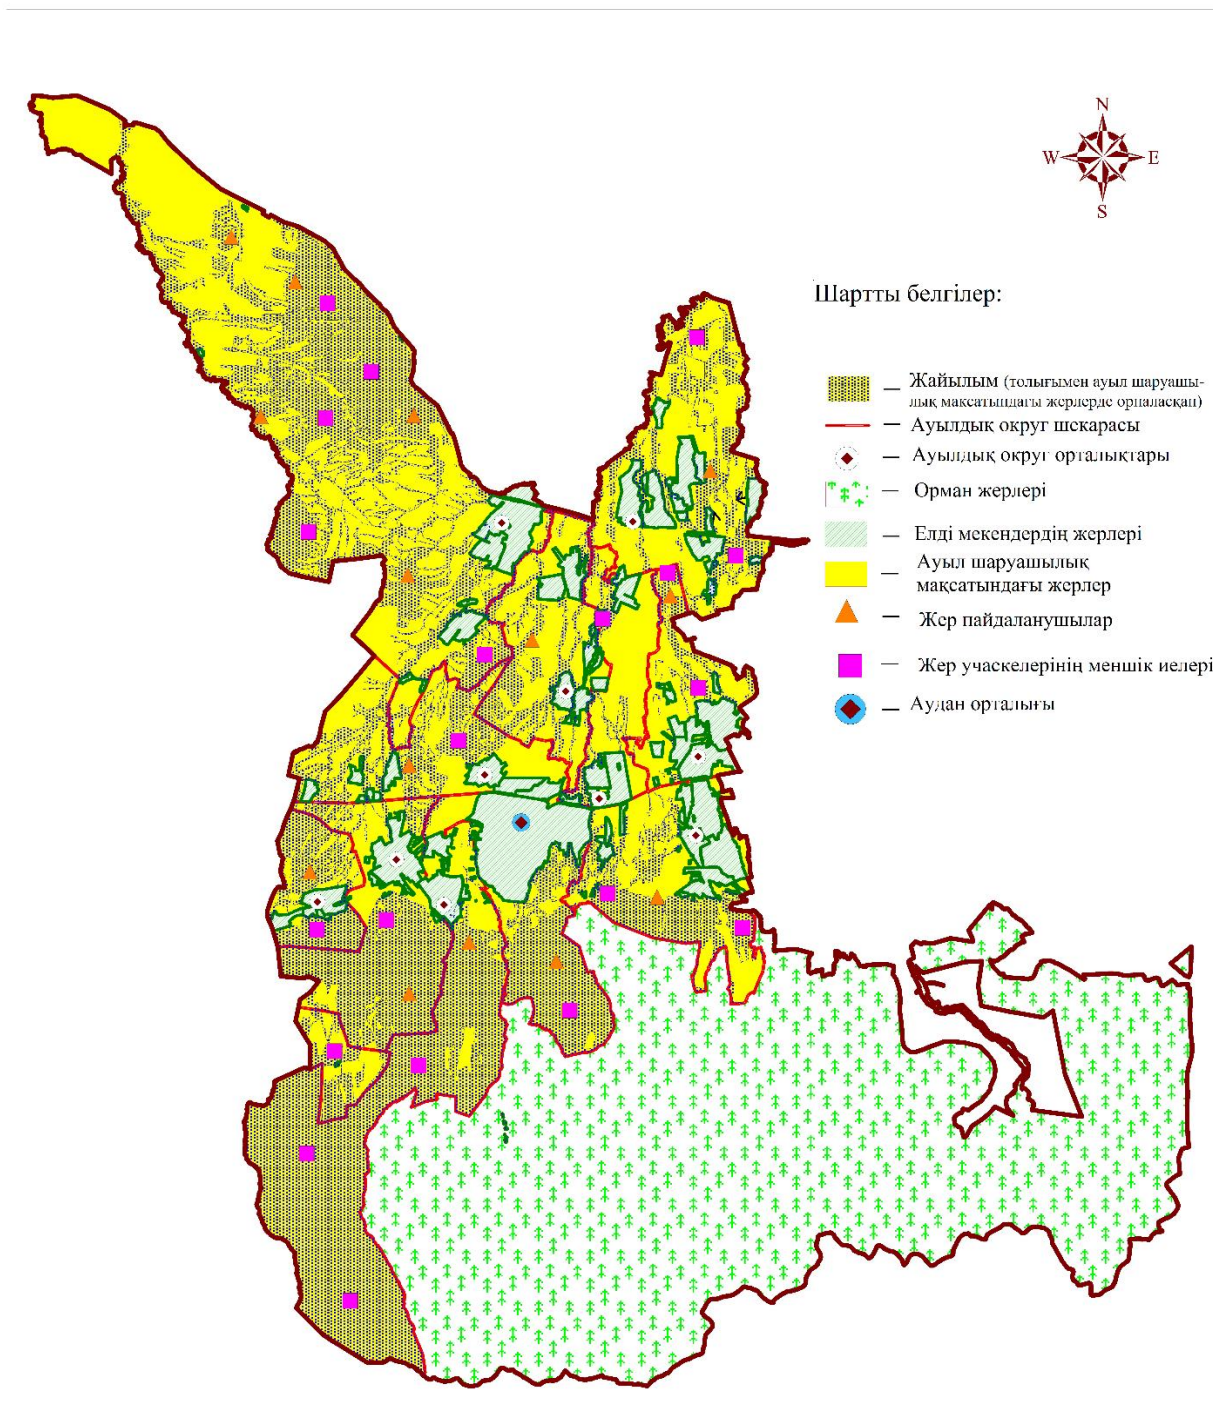 N
W E
S
Шартты белгілер:
— Жайылым (толығымен ауыл шаруашы-
лық мақсатындағы жерлерде орналасқан)
— Ауылдық округ шекарасы
— Ауылдық округ орталықтары
— Орман жерлері
— Елді мекендердің жерлері
— Ауыл шаруашылық
мақсатындағы жерлер
— Жер пайдаланушылар
— Жер учаскелерінің меншік иелері
— Аудан орталығы